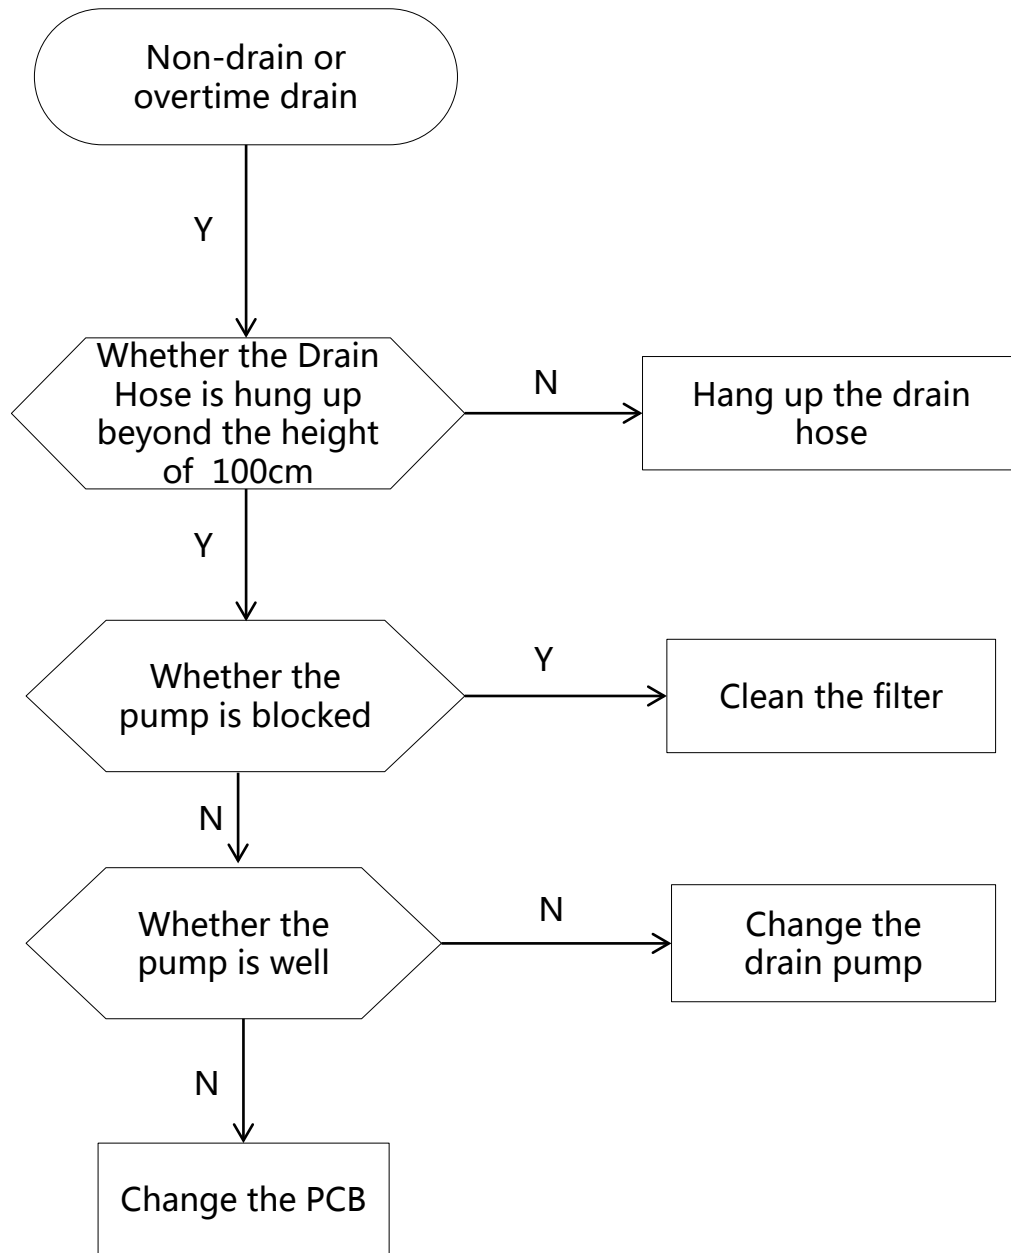 Non-drain or
overtime drain
Y
Whether the Drain
Hose is hung up
beyond the height
of 100cm
N
Hang up the drain
hose
Y
Whether the
pump is blocked
Y
Clean the filter
N
Whether the
pump is well
N
Change the
drain pump
N
Change the PCB